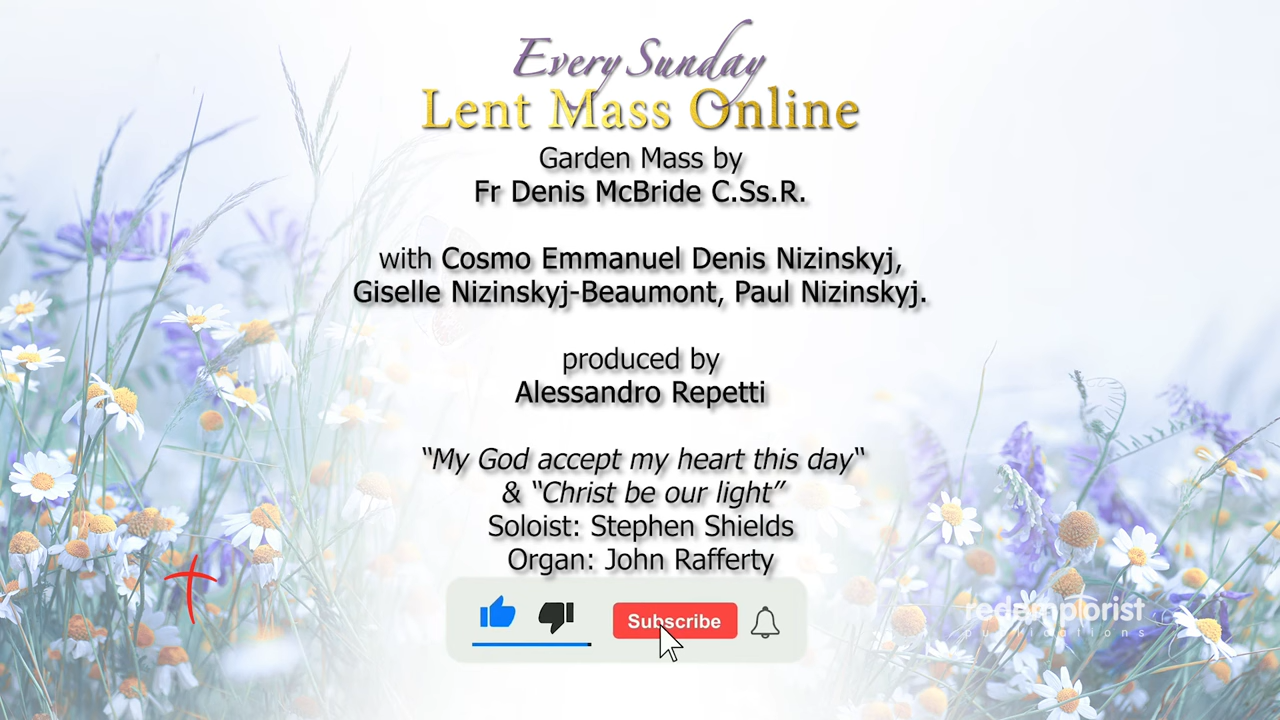 Every Sunday
Lent Mass Online
Garden Mass by
Fr Denis McBride C.Ss.R.
with Cosmo Emmanuel Denis Nizinskyj,
Giselle Nizinskyj-Beaumont, Paul Nizinskyj.
produced by
Alessandro Repetti
“My God accept my heart this day“
& “Christ be our light”
Soloist: Stephen Shields
Organ: John Rafferty
Subscribe
redemptorist
publications